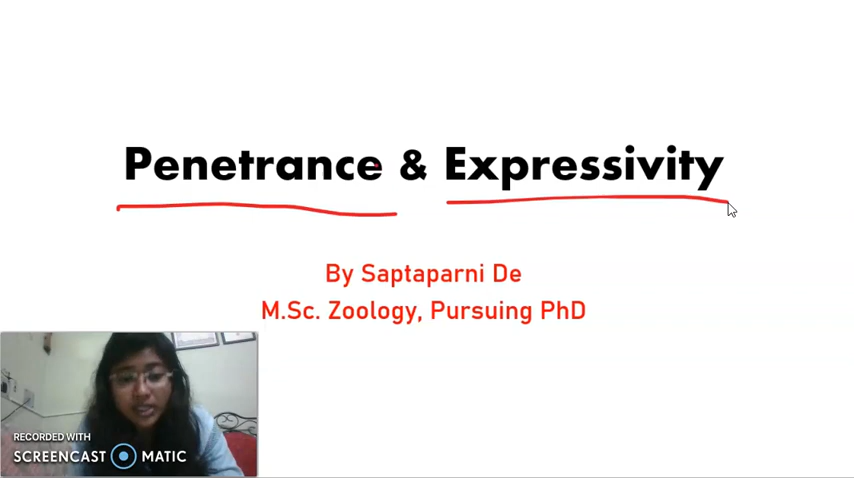 Penetrance & Expressivity
By Saptaparni De
M.Sc. Zoology, Pursuing PhD
RECORDED WITH
SCREENCAST MATIC